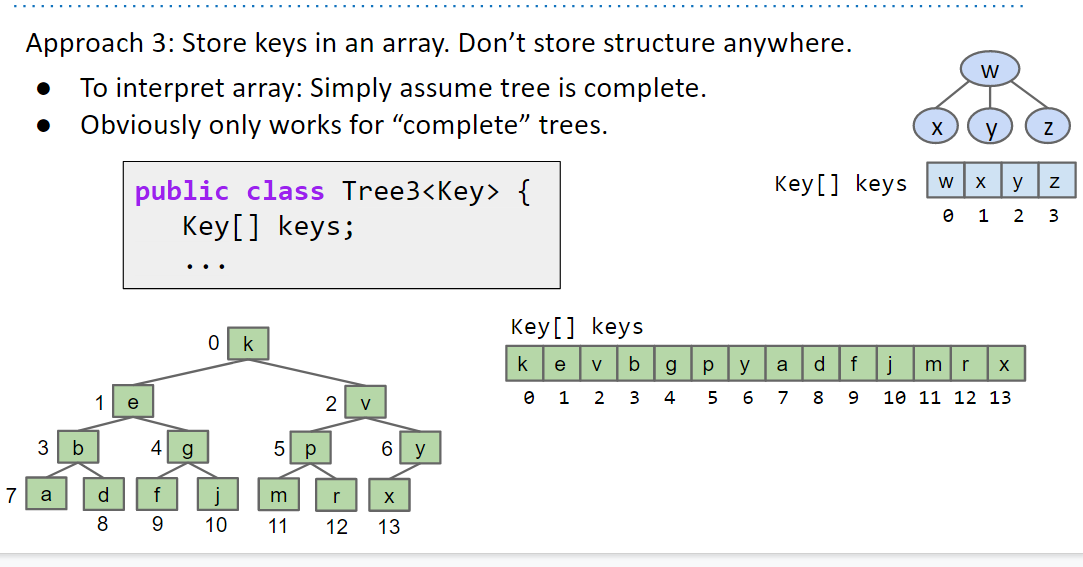 Approach 3: Store keys in an array. Don’t store structure anywhere.
● To interpret array: Simply assume tree is complete.
● Obviously only works for “complete” trees.
w
x y z
Key[] keys w x y z
0 1 2 3
public class Tree3<Key> {
Key[] keys;
...
Key[] keys
k e v b g p y a d f j m r x
0 1 2 3 4 5 6 7 8 9 10 11 12 13
0 k
1 e 2 v
3 b 4 g 5 p 6 y
7 a d f j m r x
8 9 10 11 12 13